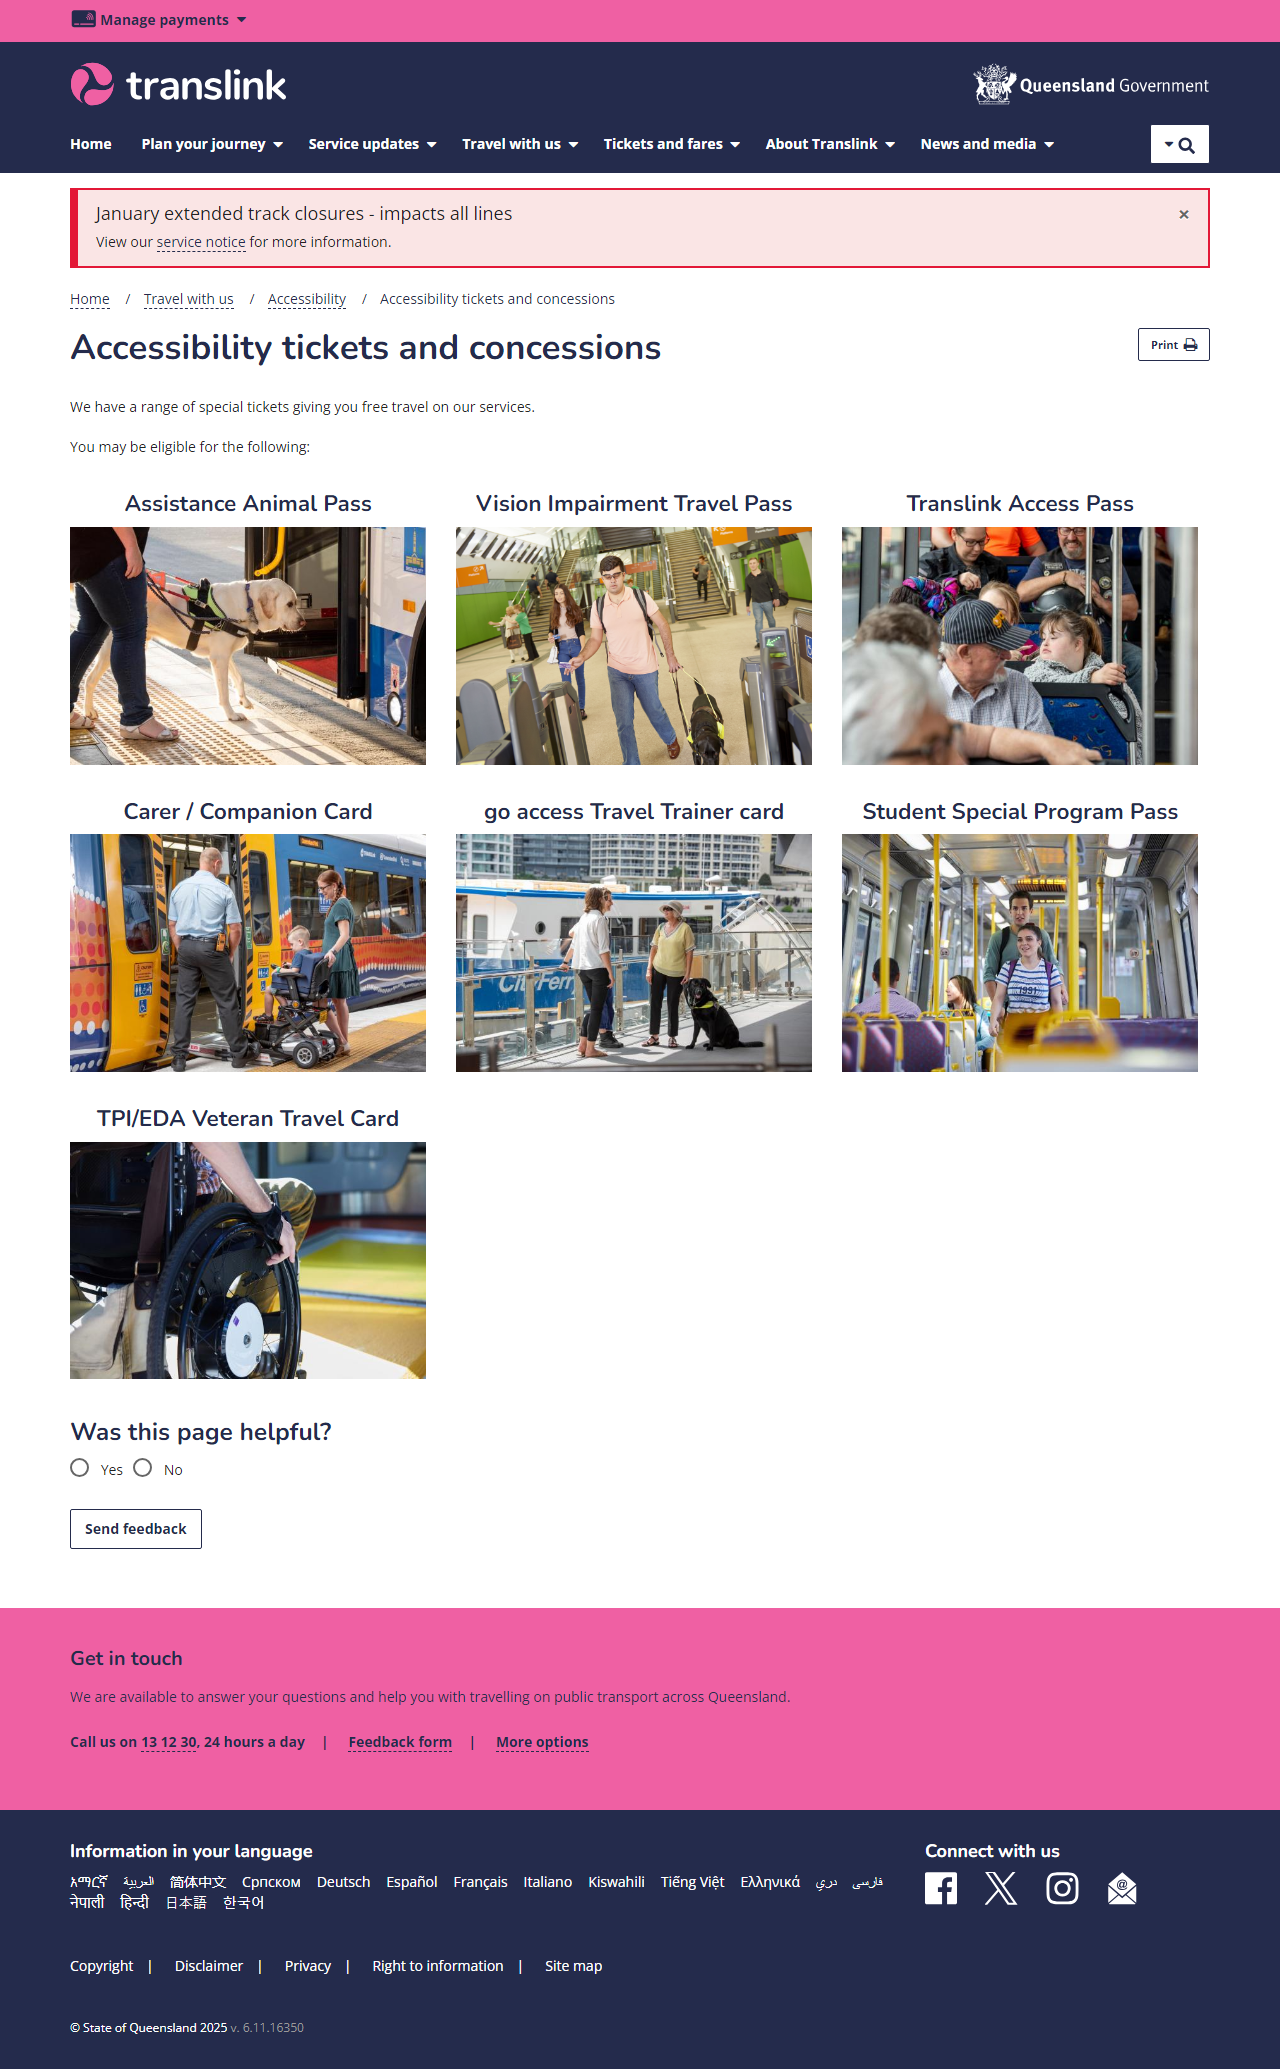 Manage payments
translink
Queensland Government
Home Plan your journey Service updates Travel with us Tickets and fares About Translink News and media
January extended track closures - impacts all lines
×
View our service notice for more information.
Home / Travel with us / Accessibility / Accessibility tickets and concessions
Accessibility tickets and concessions
Print
We have a range of special tickets giving you free travel on our services.
You may be eligible for the following:
Assistance Animal Pass
Vision Impairment Travel Pass
Translink Access Pass
Carer / Companion Card
go access Travel Trainer card
Student Special Program Pass
1991
TPI/EDA Veteran Travel Card
Was this page helpful?
Yes No
Send feedback
Get in touch
We are available to answer your questions and help you with travelling on public transport across Queensland.
Call us on 13 12 30, 24 hours a day | Feedback form | More options
Information in your language
Connect with us
አማርኛ العربية 简体中文 Српском Deutsch Español Français Italiano Kiswahili Tiếng Việt Ελληνικά دری فارسی
नेपाली हिन्दी 日本語 한국어
Copyright | Disclaimer | Privacy | Right to information | Site map
© State of Queensland 2025 v. 6.11.16350